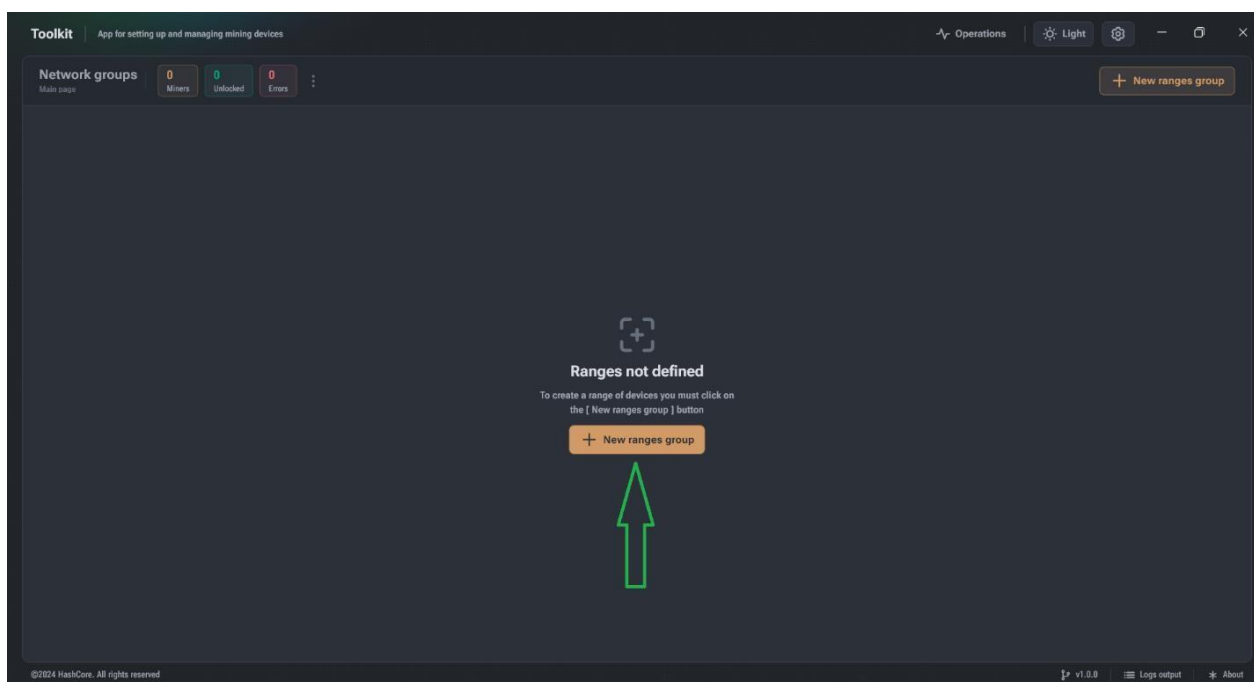 Toolkit
App for setting up and managing mining devices
Operations
Light
Network groups
Main page
0
Miners
0
Unlocked
0
Errors
New ranges group
Ranges not defined
To create a range of devices you must click on
the [ New ranges group ] button
New ranges group
©2024 HashCore. All rights reserved
v1.0.0
Logs output
About